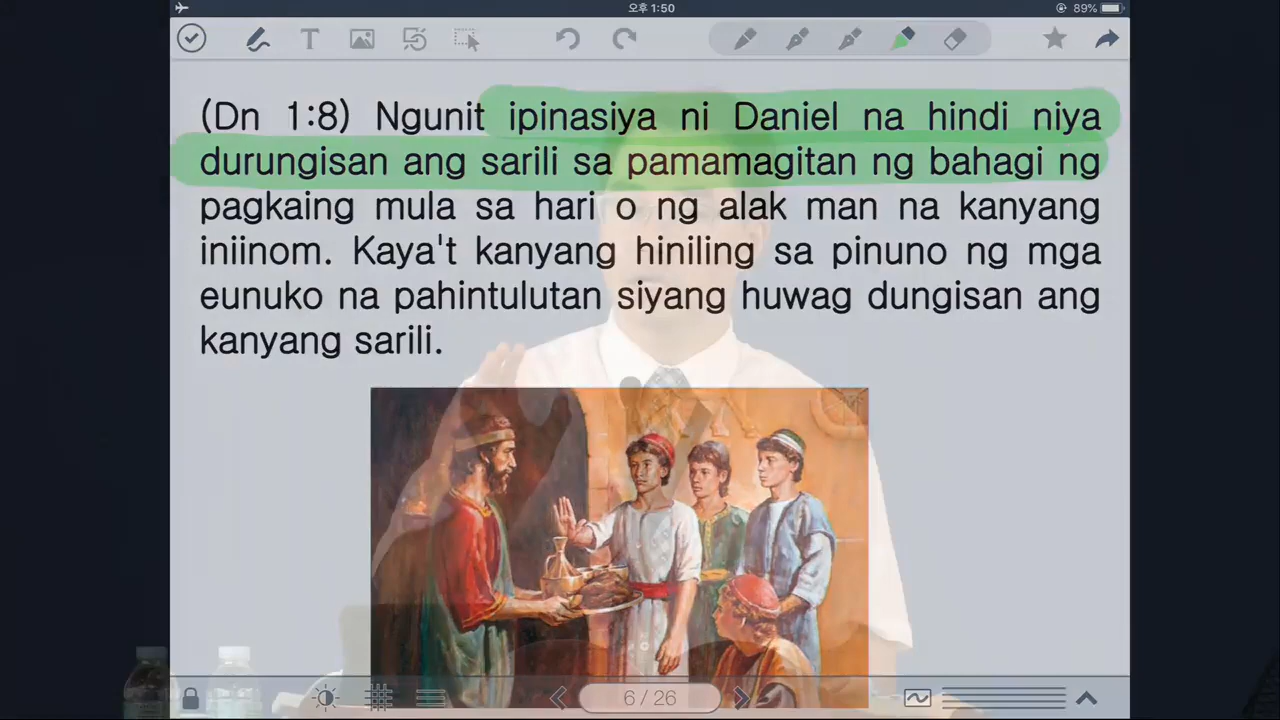 오후 1:50
89%
(Dn 1:8) Ngunit ipinasiya ni Daniel na hindi niya
durungisan ang sarili sa pamamagitan ng bahagi ng
pagkaing mula sa hari o ng alak man na kanyang
iniinom. Kaya't kanyang hiniling sa pinuno ng mga
eunuko na pahintulutan siyang huwag dungisan ang
kanyang sarili.
6 / 26